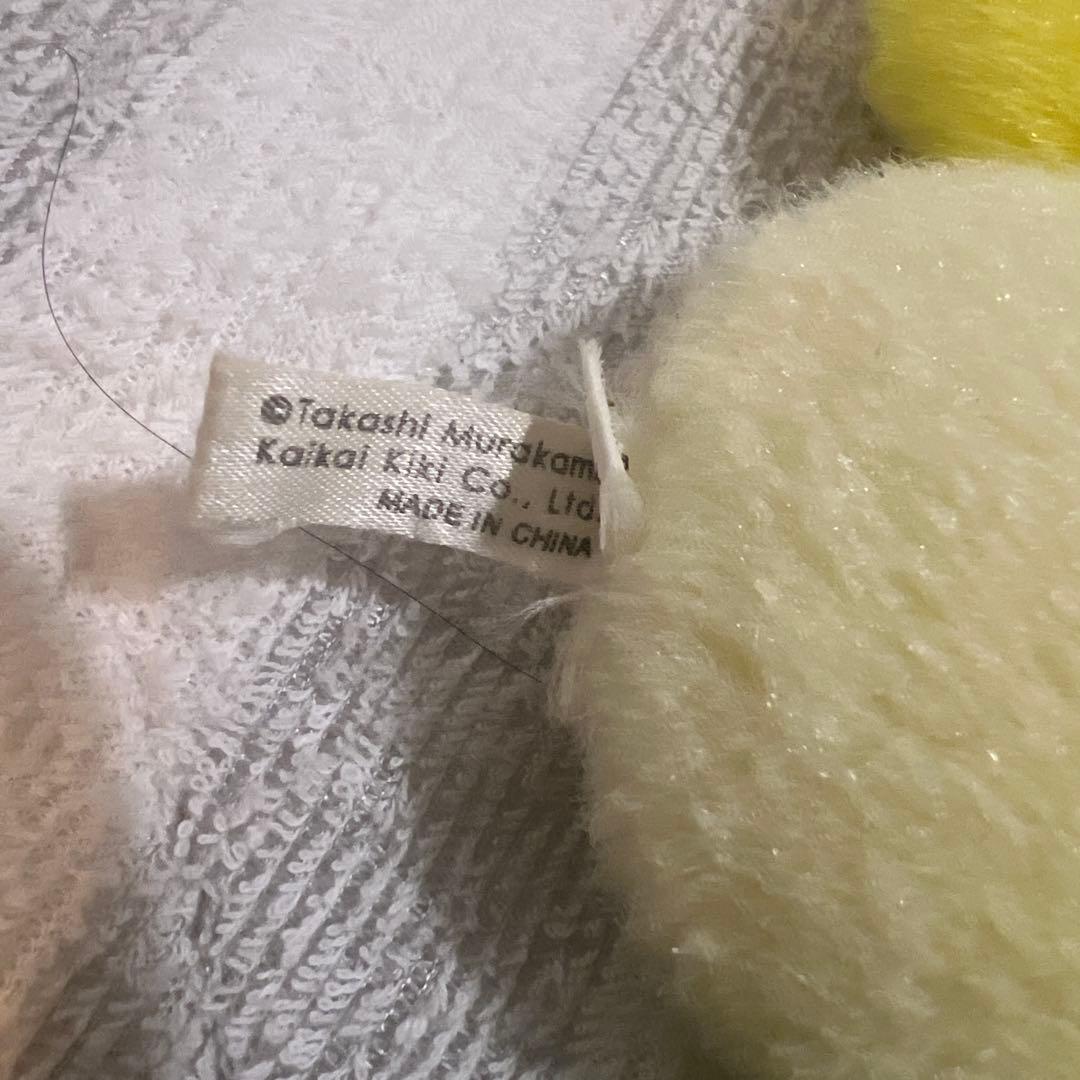 ©Takashi Murakami
Kaikai Kiki Co., Ltd.
MADE IN CHINA